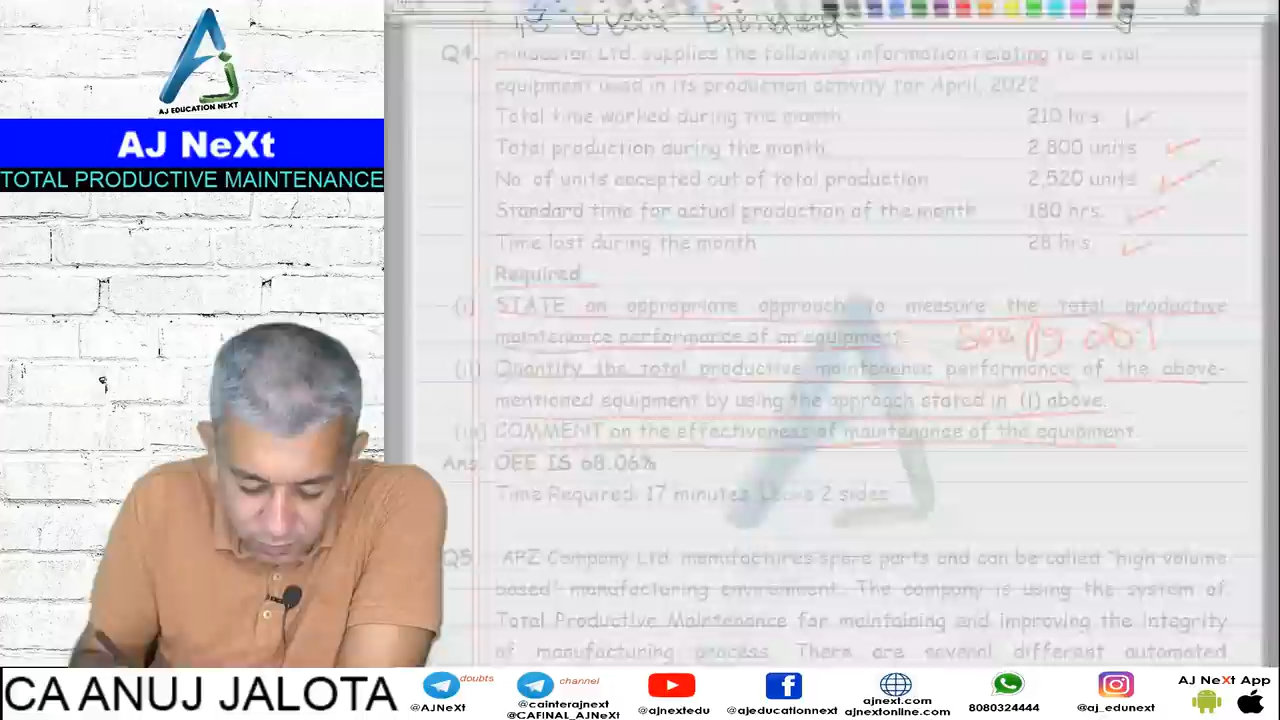 AJ EDUCATION NEXT
AJ NeXt
TOTAL PRODUCTIVE MAINTENANCE
Q4. Ltd. supplies the following information relating to a vital
equipment its production activity for April, 2022
Total time worked during the month 210 hrs.
Total production during the month 2,800 units
No. of units accepted out of total production 2,520 units
Standard time for actual production of the month 180 hrs.
Time lost during the month 28 hrs
Required
(i) STATE an appropriate approach to measure the total productive
maintenance performance of an equipment.
(ii) Quantify the total productive maintenance performance of the above-
mentioned equipment by using the approach stated in (i) above.
(iii) COMMENT on the effectiveness of maintenance of the equipment.
Ans. OEE IS 68.06%
Time Required: 17 minutes 2 sides
Q5. APZ Company Ltd. manufactures spare parts and can be called "high volume
based" manufacturing environment. The company is using the system of
Total Productive Maintenance for maintaining and improving the integrity
of manufacturing process. There are several different automated
CA ANUJ JALOTA
doubts
@AJNeXt
channel
@cainterajnext
@CAFINAL_AJNeXt
@ajnextedu
@ajeducationnext
ajnext.com
ajnextonline.com
8080324444
@aj_edunext
AJ NeXt App